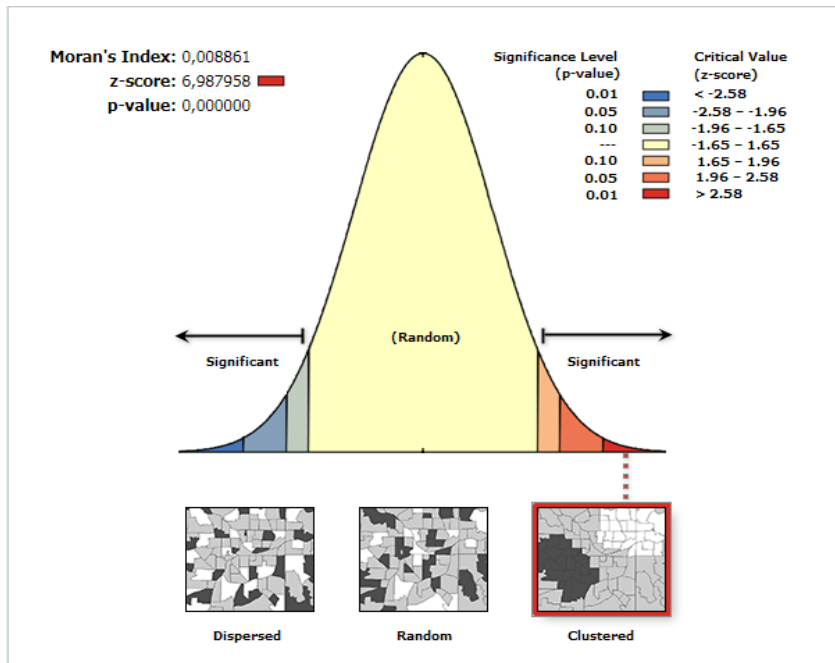 Moran's Index: 0,008861
z-score: 6,987958
p-value: 0,000000
Significance Level
(p-value)
Critical Value
(z-score)
0.01 < -2.58
0.05 -2.58 – -1.96
0.10 -1.96 – -1.65
--- -1.65 – 1.65
0.10 1.65 – 1.96
0.05 1.96 – 2.58
0.01 > 2.58
(Random)
Significant
Significant
Dispersed
Random
Clustered